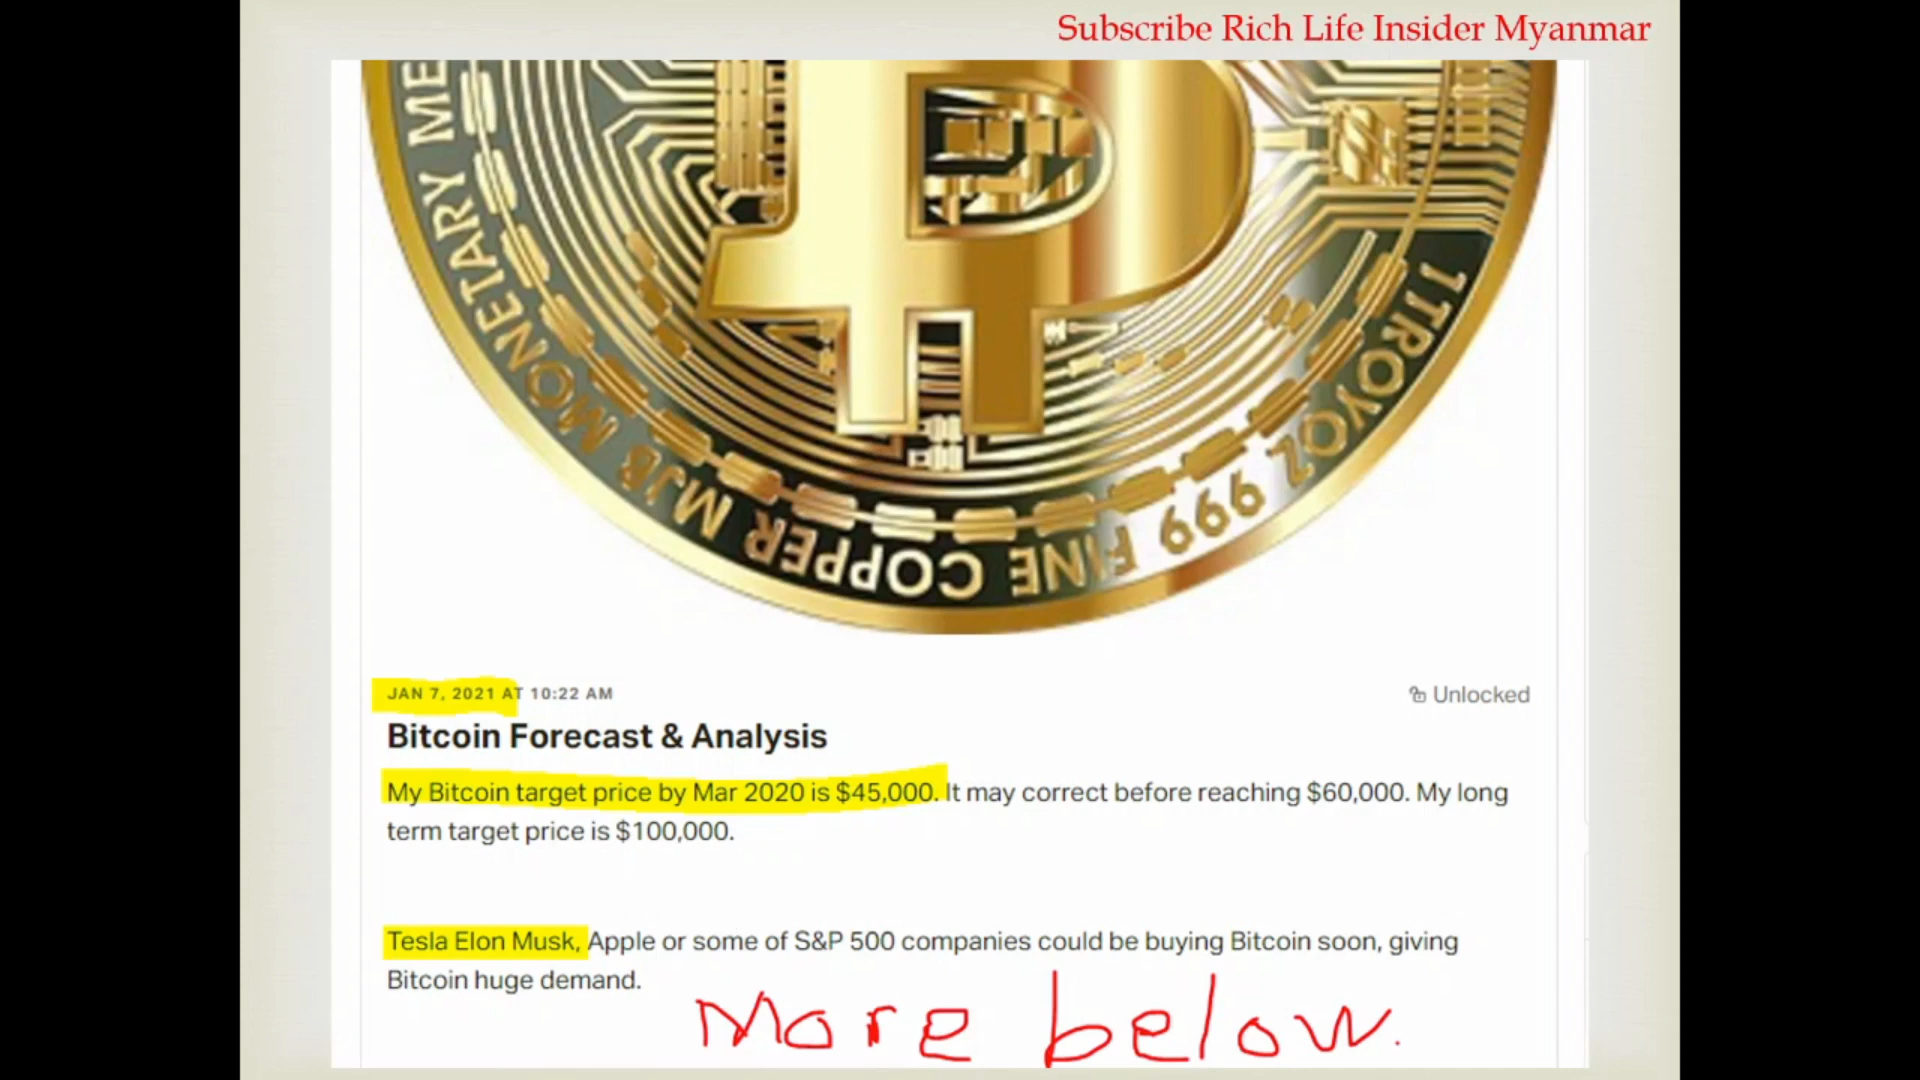 Subscribe Rich Life Insider Myanmar
MONETARY ME
1 TROY OZ 999 FINE COPPER MJB
JAN 7, 2021 AT 10:22 AM
Unlocked
Bitcoin Forecast & Analysis
My Bitcoin target price by Mar 2020 is $45,000. It may correct before reaching $60,000. My long
term target price is $100,000.
Tesla Elon Musk, Apple or some of S&P 500 companies could be buying Bitcoin soon, giving
Bitcoin huge demand.
More below.